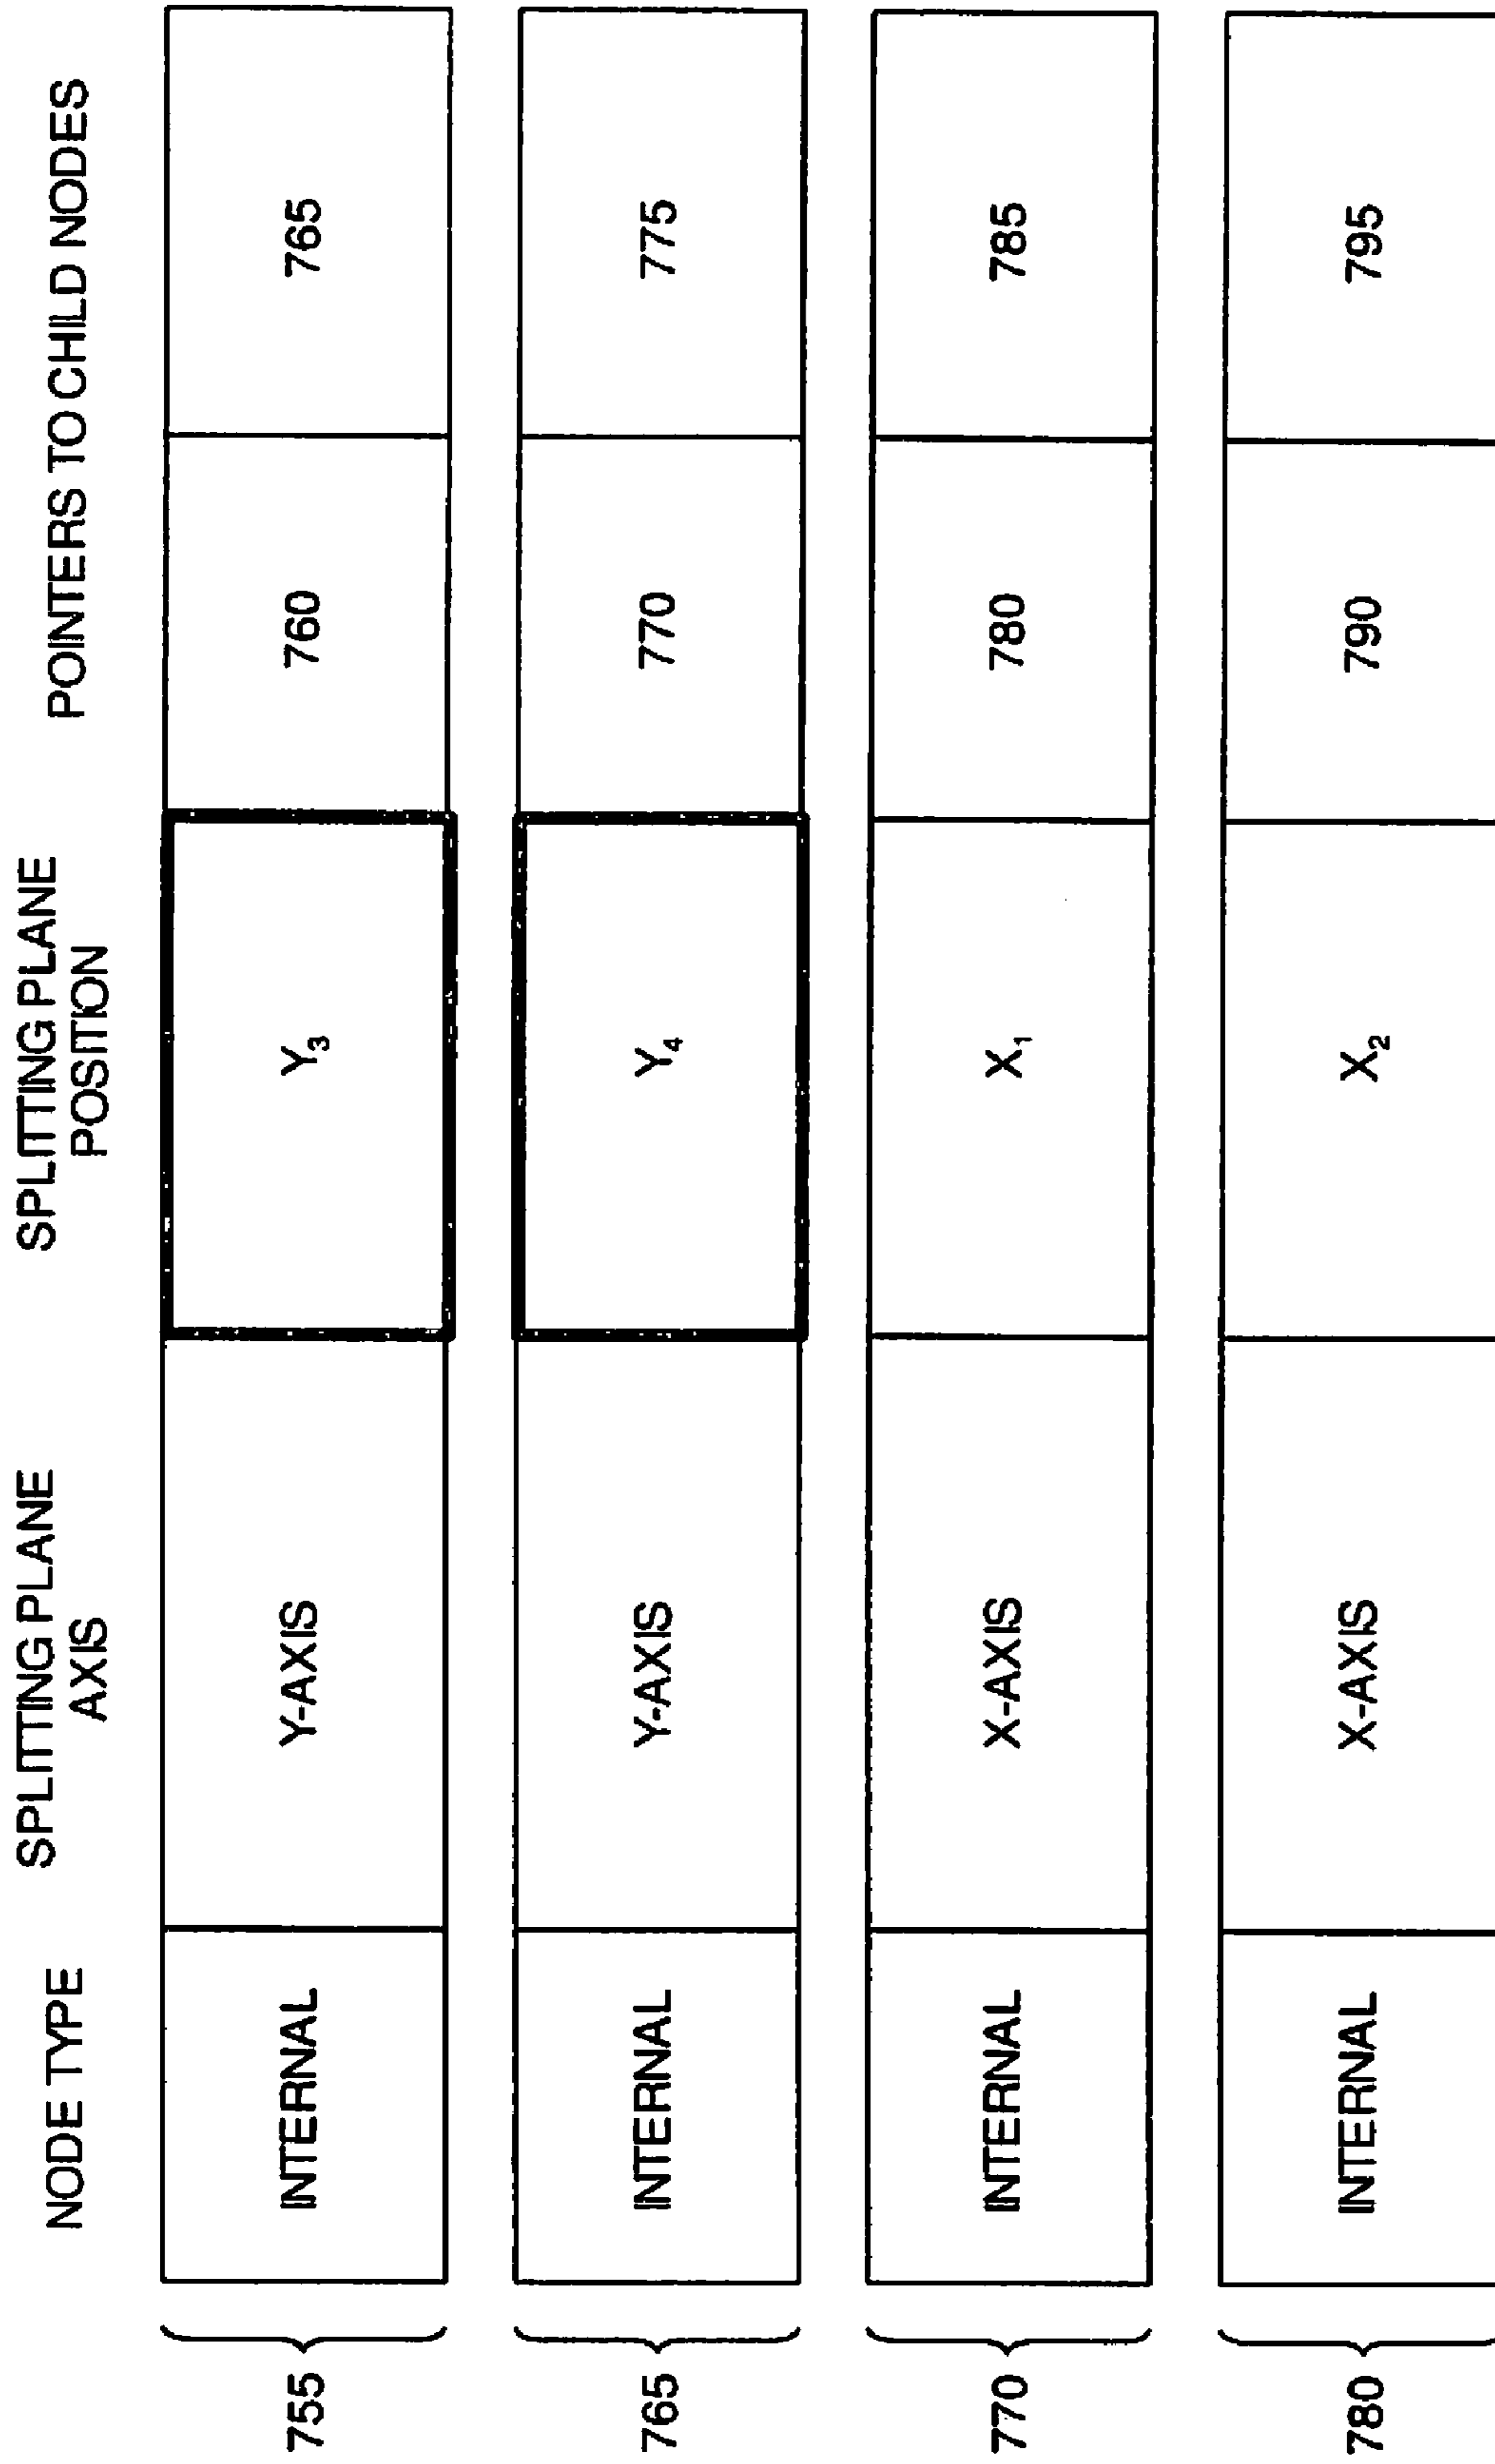 NODE TYPE SPLITTING PLANE AXIS SPLITTING PLANE POSITION POINTERS TO CHILD NODES
755 INTERNAL Y-AXIS Y₃ 760 765
765 INTERNAL Y-AXIS Y₄ 770 775
770 INTERNAL X-AXIS X₁ 780 785
780 INTERNAL X-AXIS X₂ 790 795